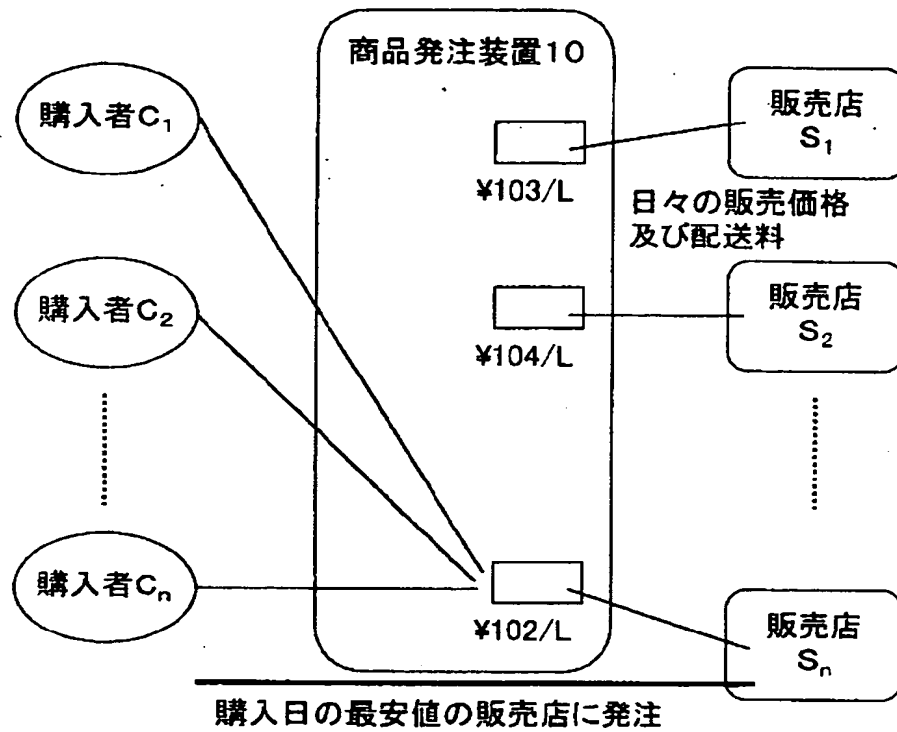 商品発注装置10
購入者C1
販売店
S1
¥103/L
日々の販売価格
及び配送料
購入者C2
販売店
S2
¥104/L
購入者Cn
販売店
Sn
¥102/L
購入日の最安値の販売店に発注